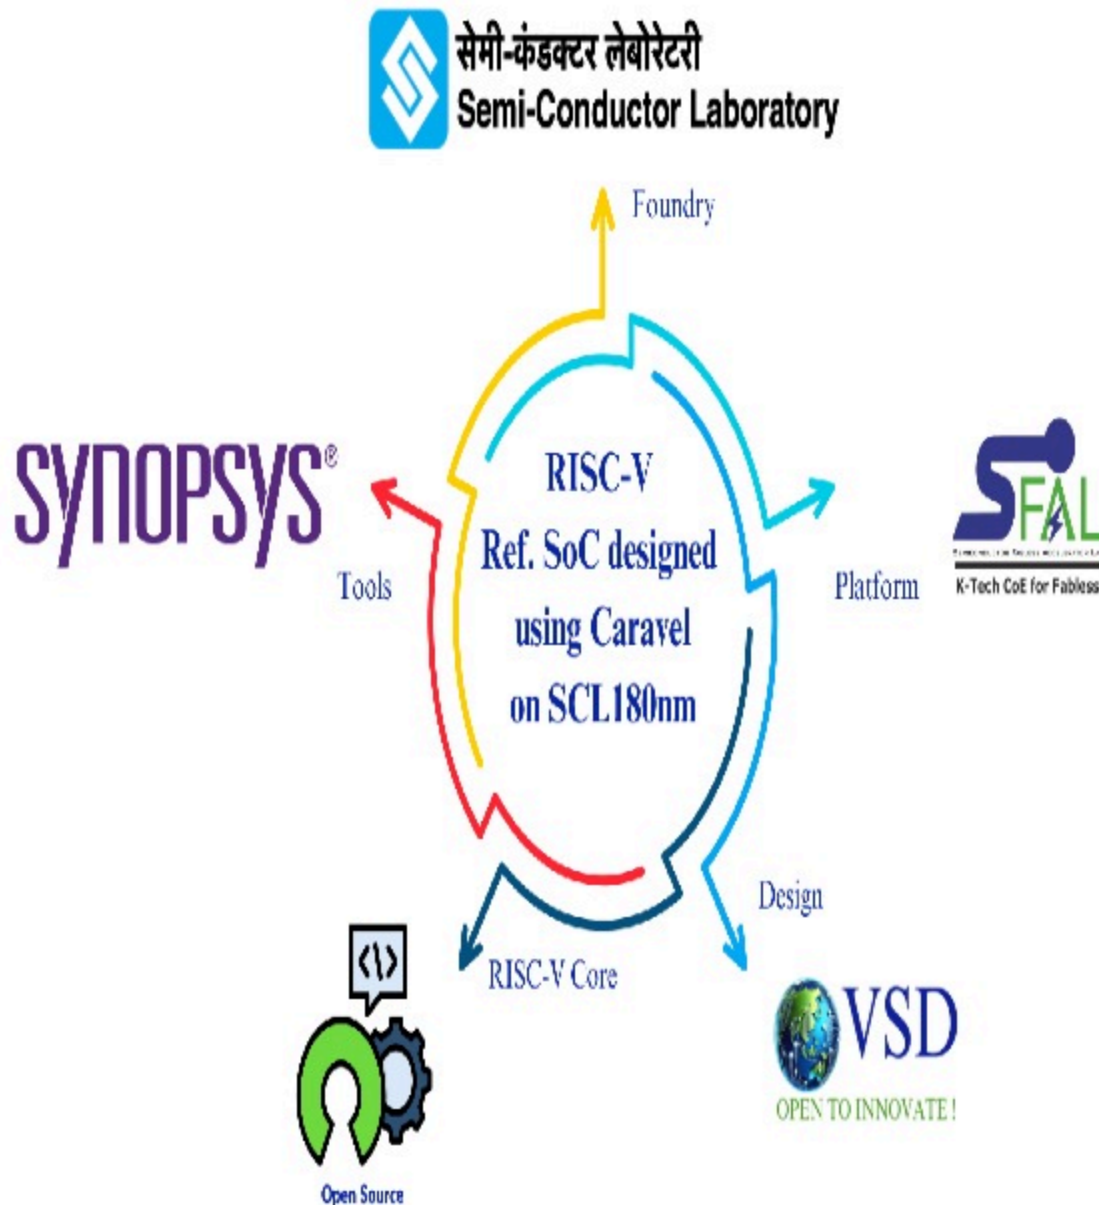 सेमी-कंडक्टर लेबोरेटरी
Semi-Conductor Laboratory
Foundry
SYNOPSYS®
Tools
RISC-V
Ref. SoC designed
using Caravel
on SCL180nm
SFAL
K-Tech CoE for Fabless
Platform
Design
VSD
OPEN TO INNOVATE !
RISC-V Core
<\>
Open Source